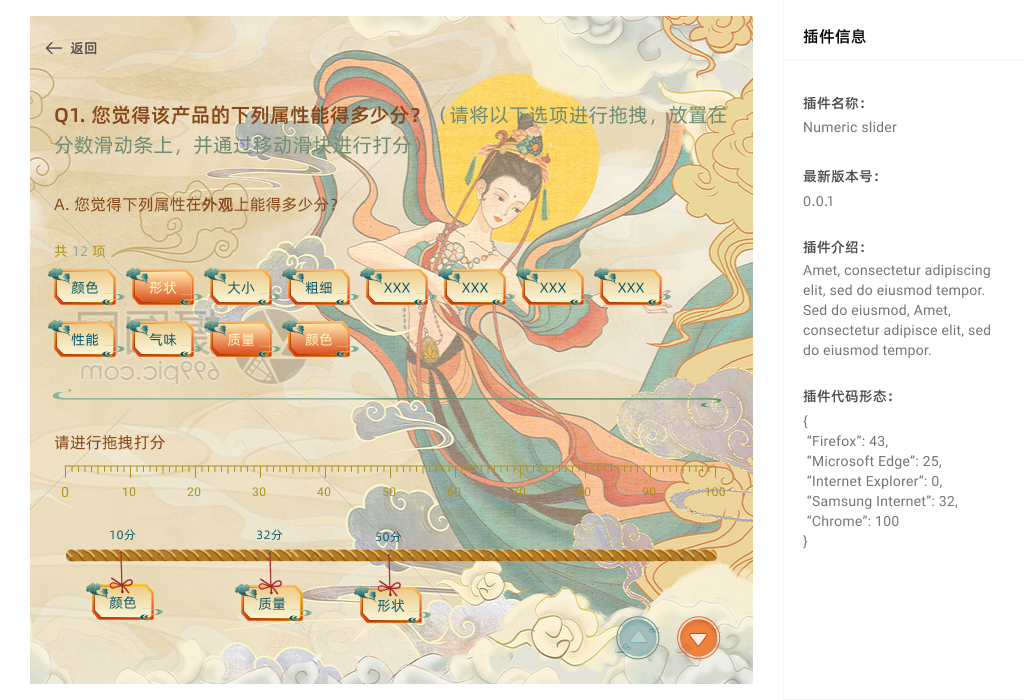 返回
Q1. 您觉得该产品的下列属性能得多少分？（请将以下选项进行拖拽，放置在
分数滑动条上，并通过移动滑块进行打分）
A. 您觉得下列属性在外观上能得多少分？
共 12 项
颜色 形状 大小 粗细 XXX XXX XXX XXX
性能 气味 质量 颜色
699pic.com
请进行拖拽打分
0 10 20 30 40 50 60 70 80 90 100
10分 32分 50分
颜色 质量 形状
插件信息
插件名称：
Numeric slider
最新版本号：
0.0.1
插件介绍：
Amet, consectetur adipiscing
elit, sed do eiusmod tempor.
Sed do eiusmod, Amet,
consectetur adipisce elit, sed
do eiusmod tempor.
插件代码形态：
{
“Firefox”: 43,
“Microsoft Edge”: 25,
“Internet Explorer”: 0,
“Samsung Internet”: 32,
“Chrome”: 100
}